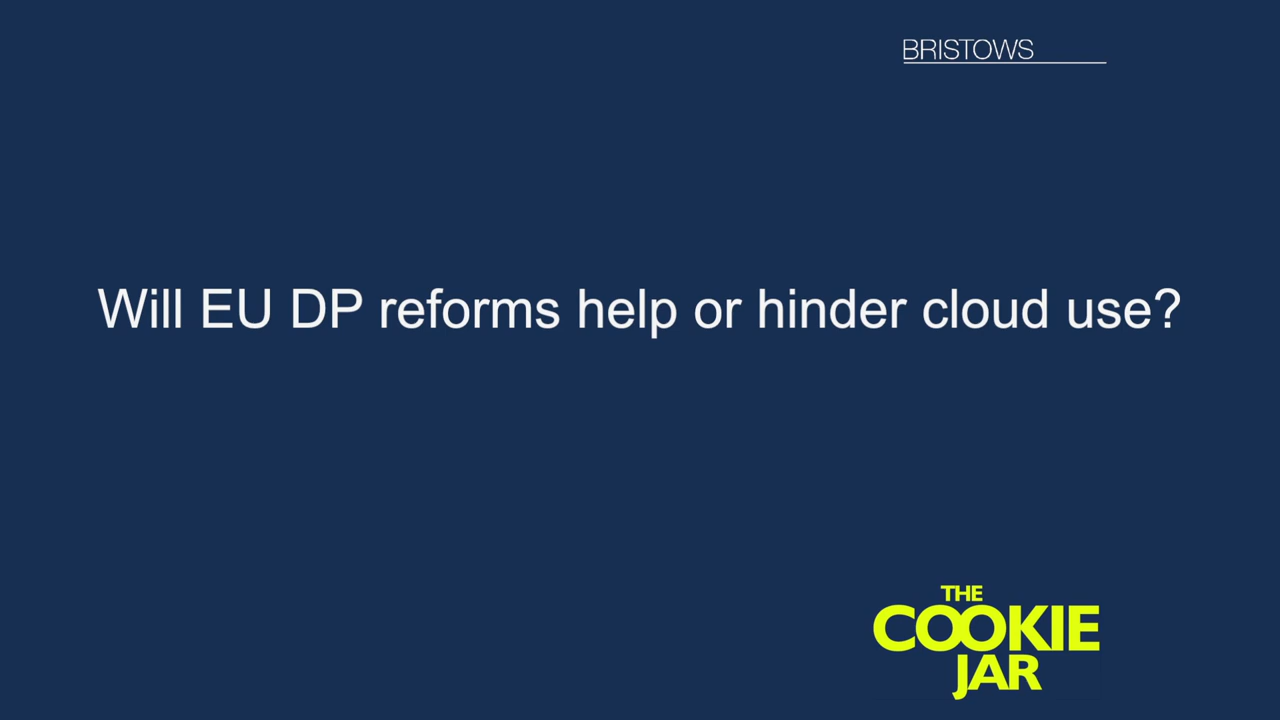 BRISTOWS
Will EU DP reforms help or hinder cloud use?
THE
COOKIE
JAR